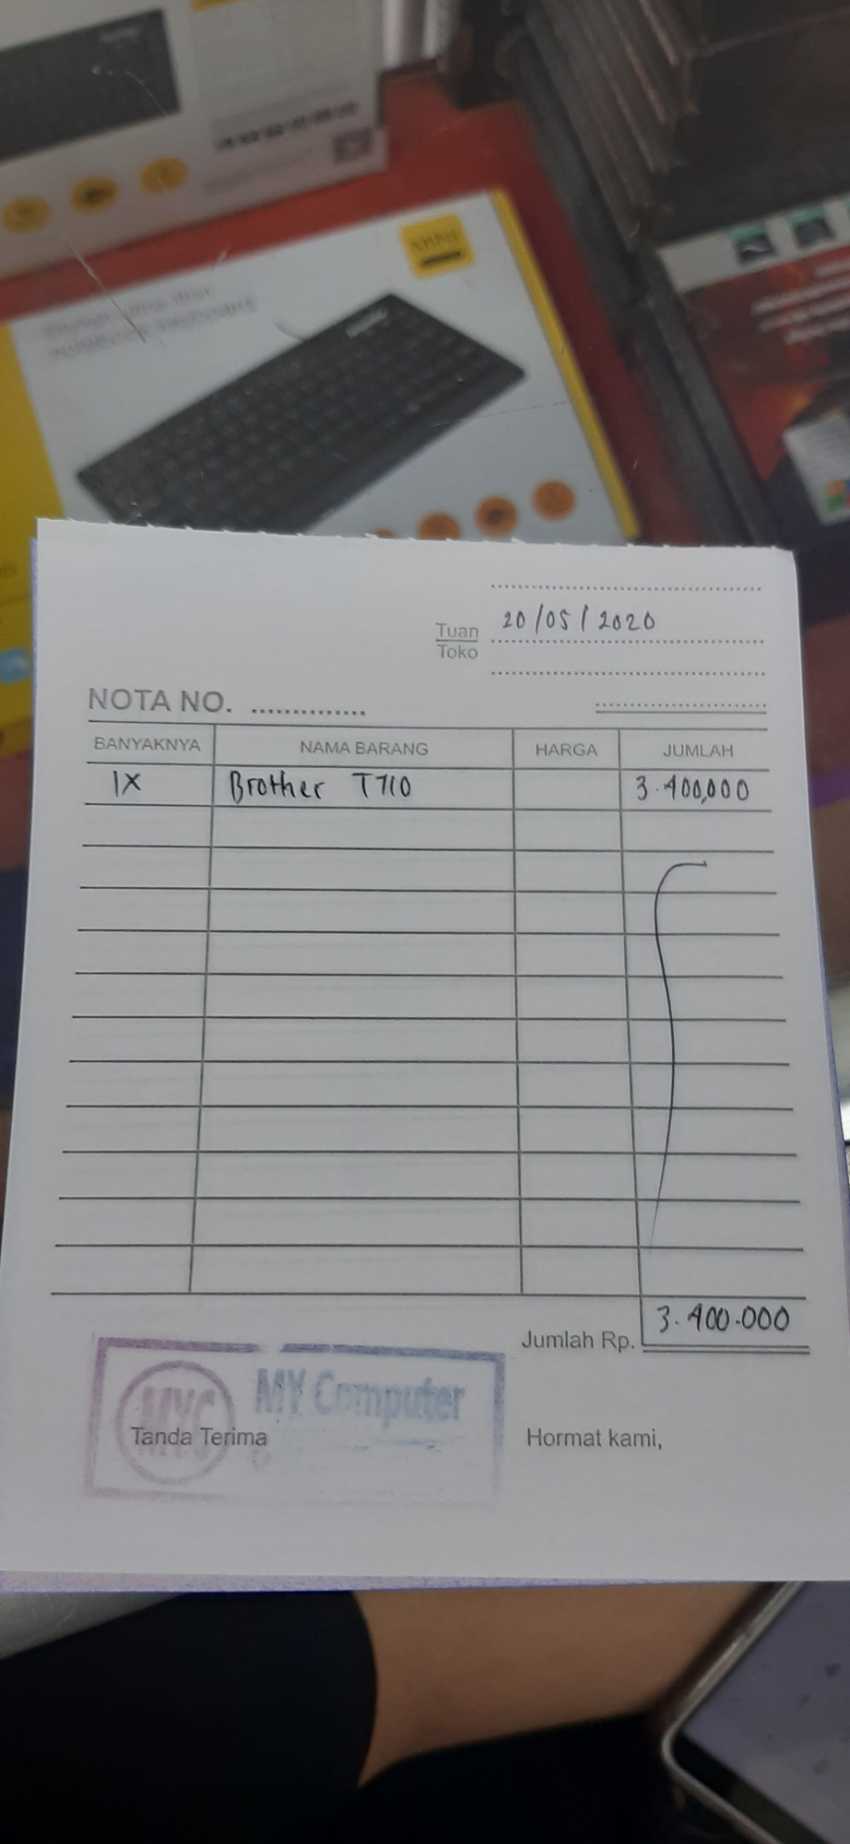 20/05/2020
Tuan
Toko
NOTA NO. ..............
BANYAKNYA NAMA BARANG HARGA JUMLAH
1X Brother T710 3.400,000
Jumlah Rp. 3.400.000
MYC MY Computer
Tanda Terima Hormat kami,